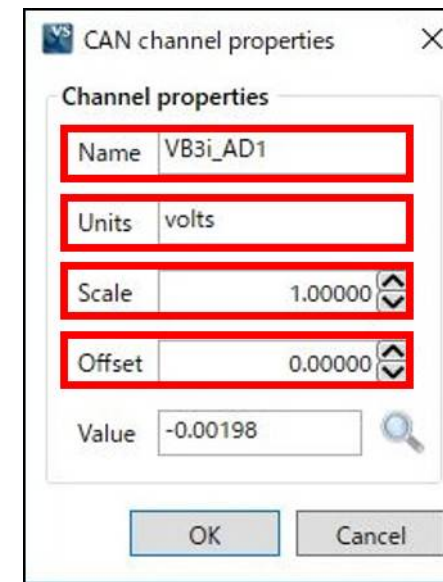 VS CAN channel properties
Channel properties
Name VB3i_AD1
Units volts
Scale 1.00000
Offset 0.00000
Value -0.00198
OK Cancel